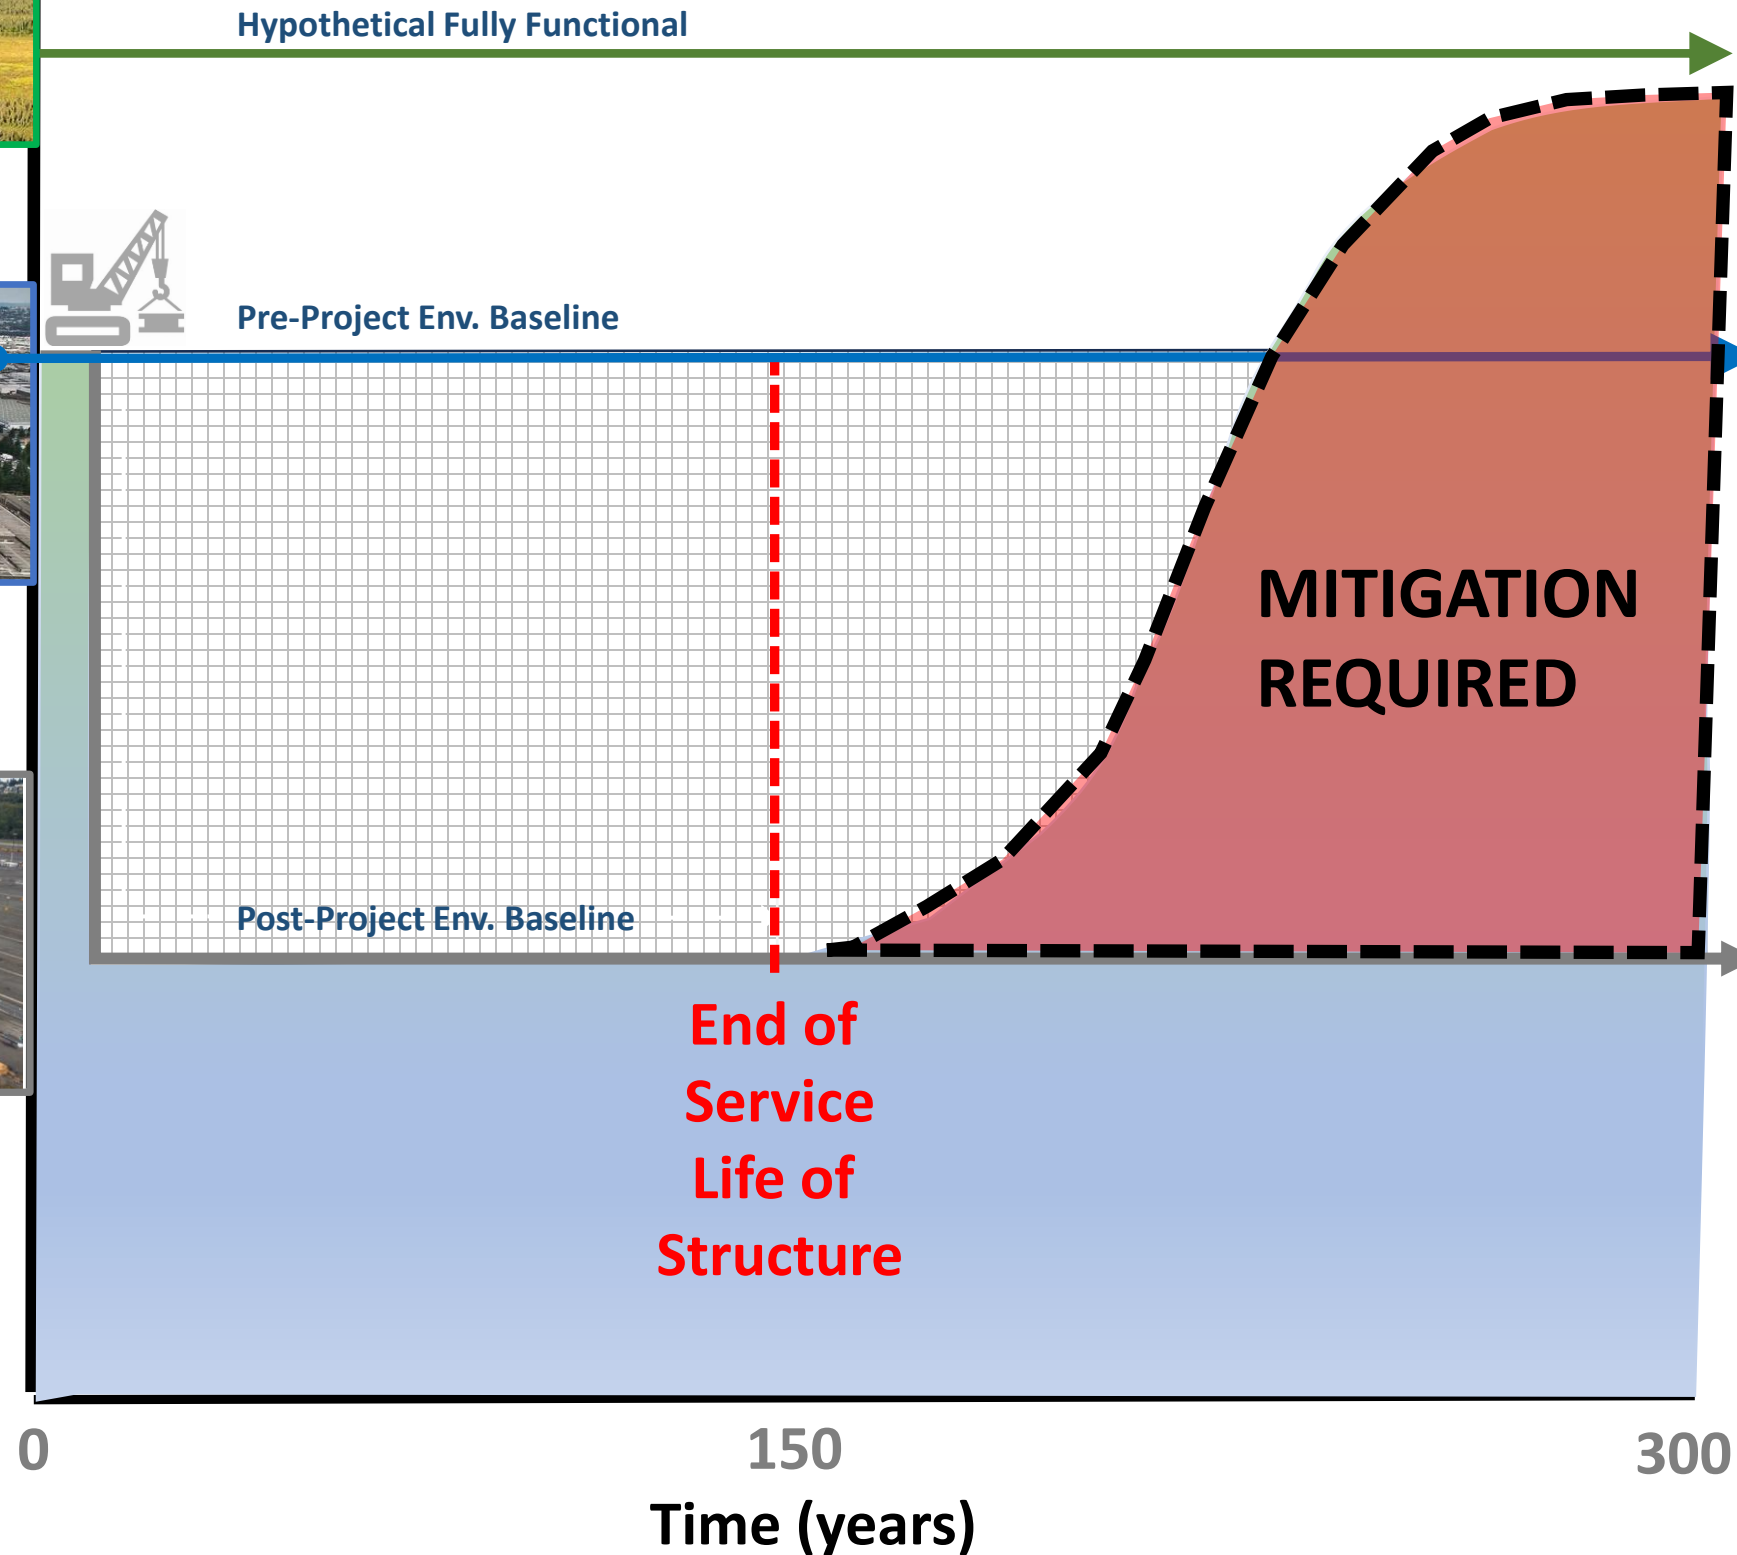 Hypothetical Fully Functional
Pre-Project Env. Baseline
MITIGATION
REQUIRED
Post-Project Env. Baseline
End of
Service
Life of
Structure
0
150
300
Time (years)